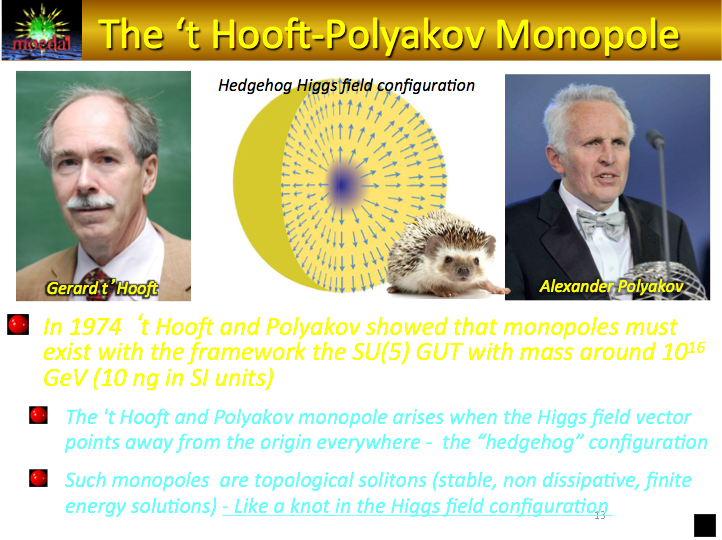 moedal
The ‘t Hooft-Polyakov Monopole
Hedgehog Higgs field configuration
Gerard t’Hooft
Alexander Polyakov
In 1974 ‘t Hooft and Polyakov showed that monopoles must
exist with the framework the SU(5) GUT with mass around 10¹⁶
GeV (10 ng in SI units)
The 't Hooft and Polyakov monopole arises when the Higgs field vector
points away from the origin everywhere - the “hedgehog” configuration
Such monopoles are topological solitons (stable, non dissipative, finite
energy solutions) - Like a knot in the Higgs field configuration
13